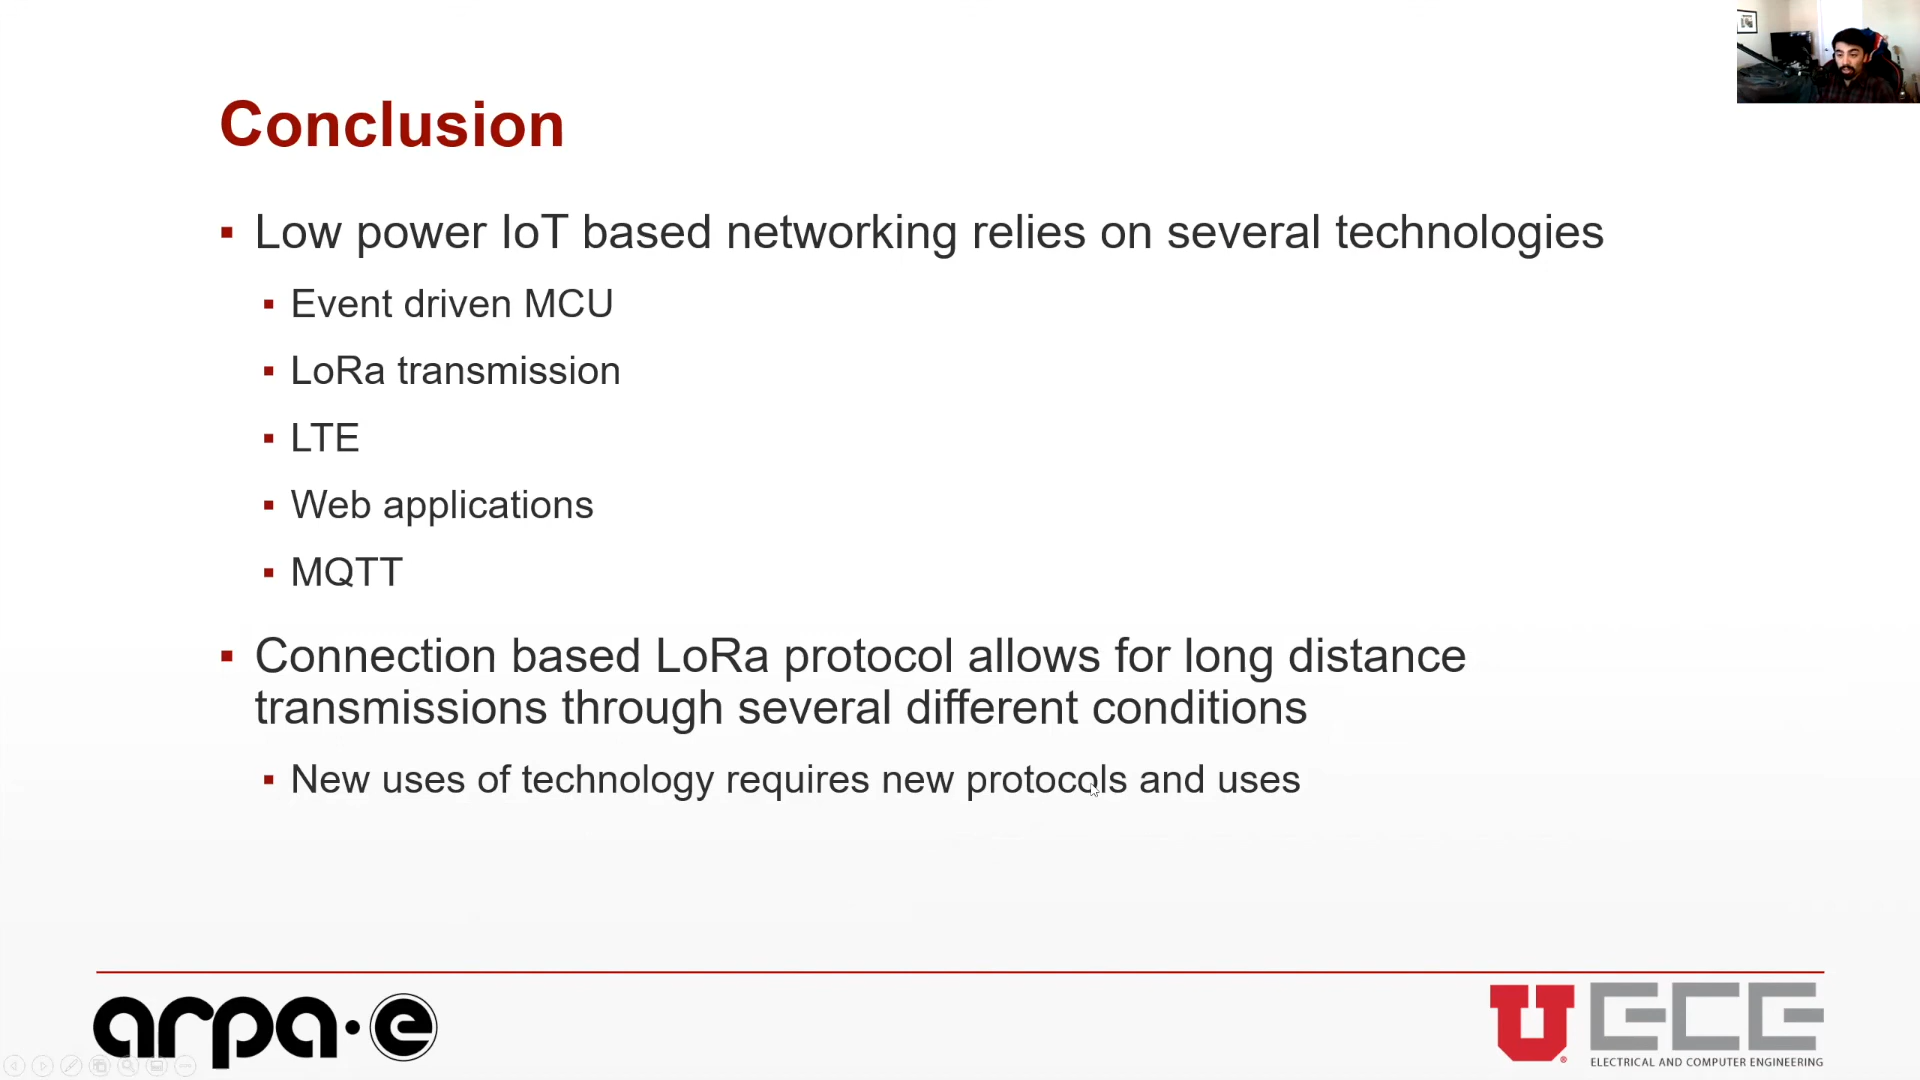 Conclusion
▪ Low power IoT based networking relies on several technologies
▪ Event driven MCU
▪ LoRa transmission
▪ LTE
▪ Web applications
▪ MQTT
▪ Connection based LoRa protocol allows for long distance
transmissions through several different conditions
▪ New uses of technology requires new protocols and uses
arpa·e
U ECE
ELECTRICAL AND COMPUTER ENGINEERING